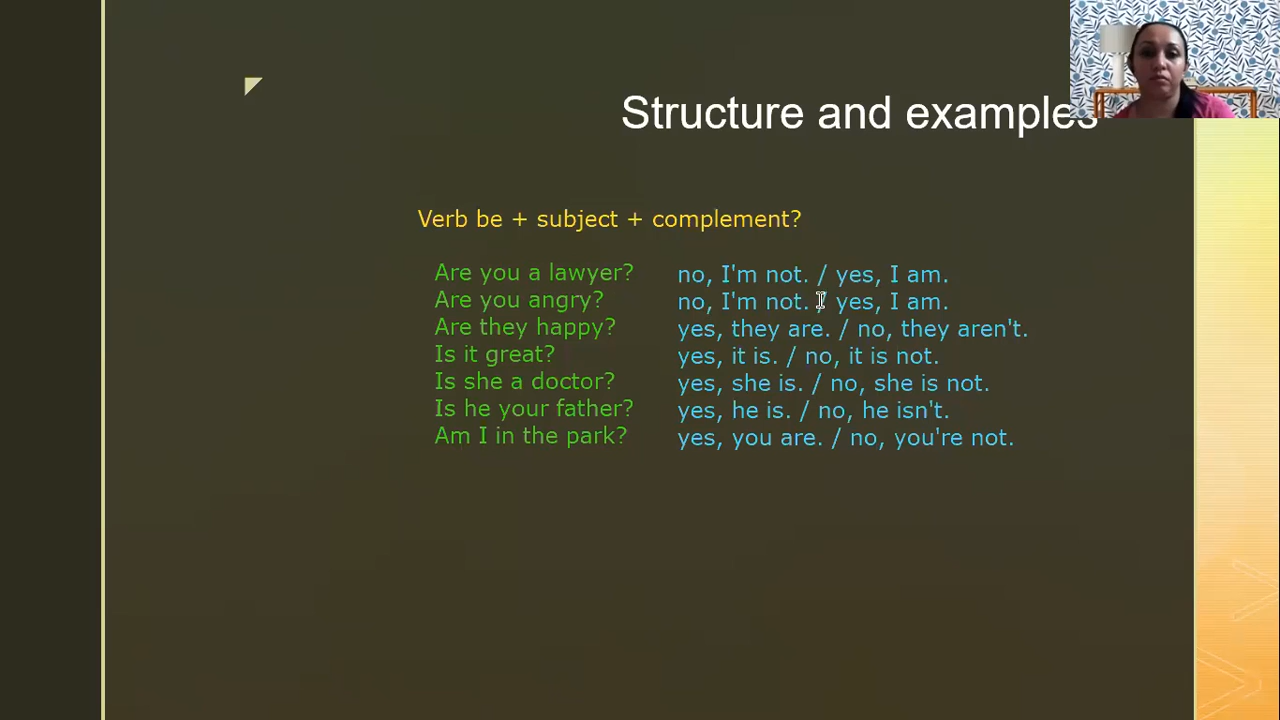 Structure and examples
Verb be + subject + complement?
Are you a lawyer? no, I'm not. / yes, I am.
Are you angry? no, I'm not. / yes, I am.
Are they happy? yes, they are. / no, they aren't.
Is it great? yes, it is. / no, it is not.
Is she a doctor? yes, she is. / no, she is not.
Is he your father? yes, he is. / no, he isn't.
Am I in the park? yes, you are. / no, you're not.